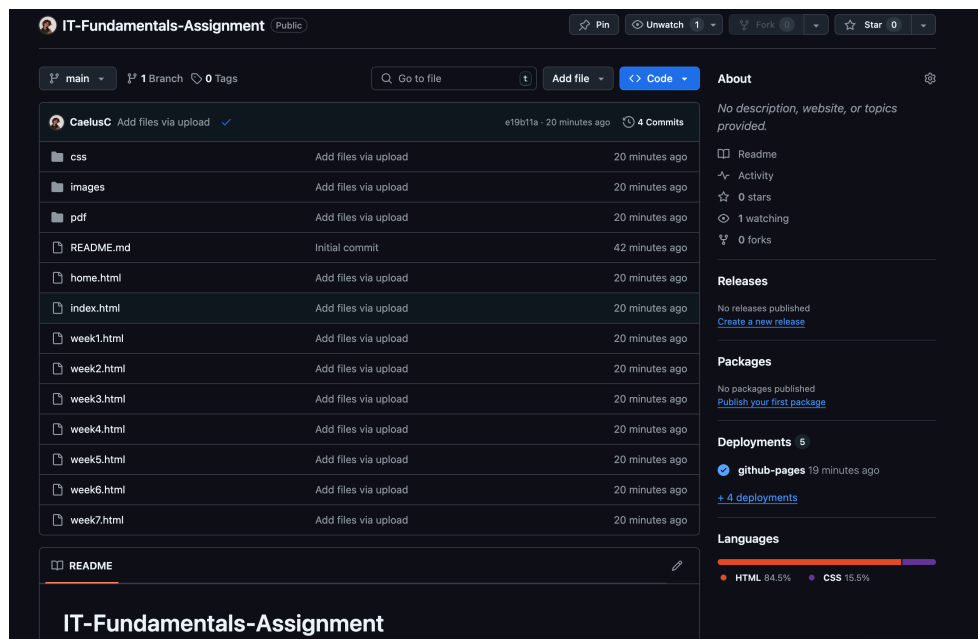 IT-Fundamentals-Assignment Public Pin Unwatch 1 Fork 0 Star 0
main 1 Branch 0 Tags Go to file t Add file <> Code
CaelusC Add files via upload e19b11a · 20 minutes ago 4 Commits
css Add files via upload 20 minutes ago
images Add files via upload 20 minutes ago
pdf Add files via upload 20 minutes ago
README.md Initial commit 42 minutes ago
home.html Add files via upload 20 minutes ago
index.html Add files via upload 20 minutes ago
week1.html Add files via upload 20 minutes ago
week2.html Add files via upload 20 minutes ago
week3.html Add files via upload 20 minutes ago
week4.html Add files via upload 20 minutes ago
week5.html Add files via upload 20 minutes ago
week6.html Add files via upload 20 minutes ago
week7.html Add files via upload 20 minutes ago
README
IT-Fundamentals-Assignment
About
No description, website, or topics
provided.
Readme
Activity
0 stars
1 watching
0 forks
Releases
No releases published
Create a new release
Packages
No packages published
Publish your first package
Deployments 5
github-pages 19 minutes ago
+ 4 deployments
Languages
HTML 84.5% CSS 15.5%